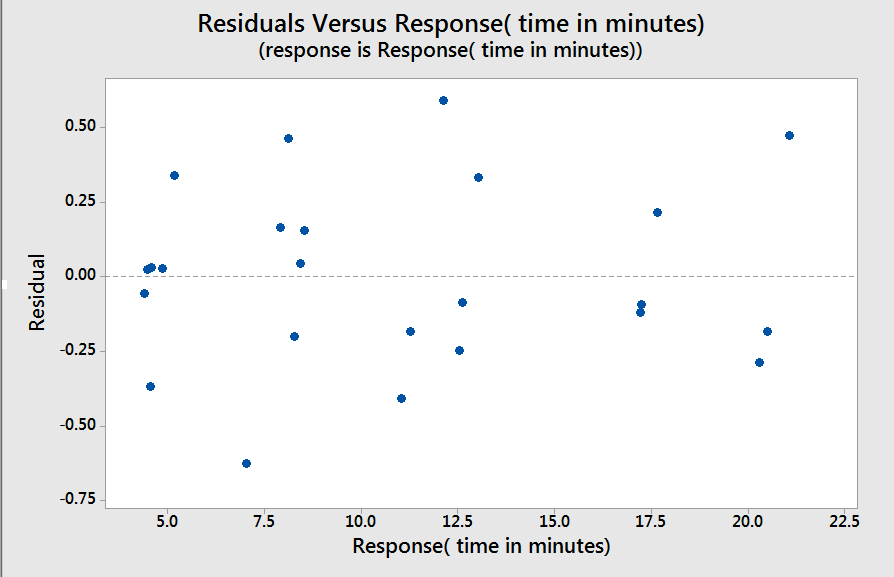 Residuals Versus Response( time in minutes)
(response is Response( time in minutes))
Residual
0.50
0.25
0.00
-0.25
-0.50
-0.75
5.0 7.5 10.0 12.5 15.0 17.5 20.0 22.5
Response( time in minutes)